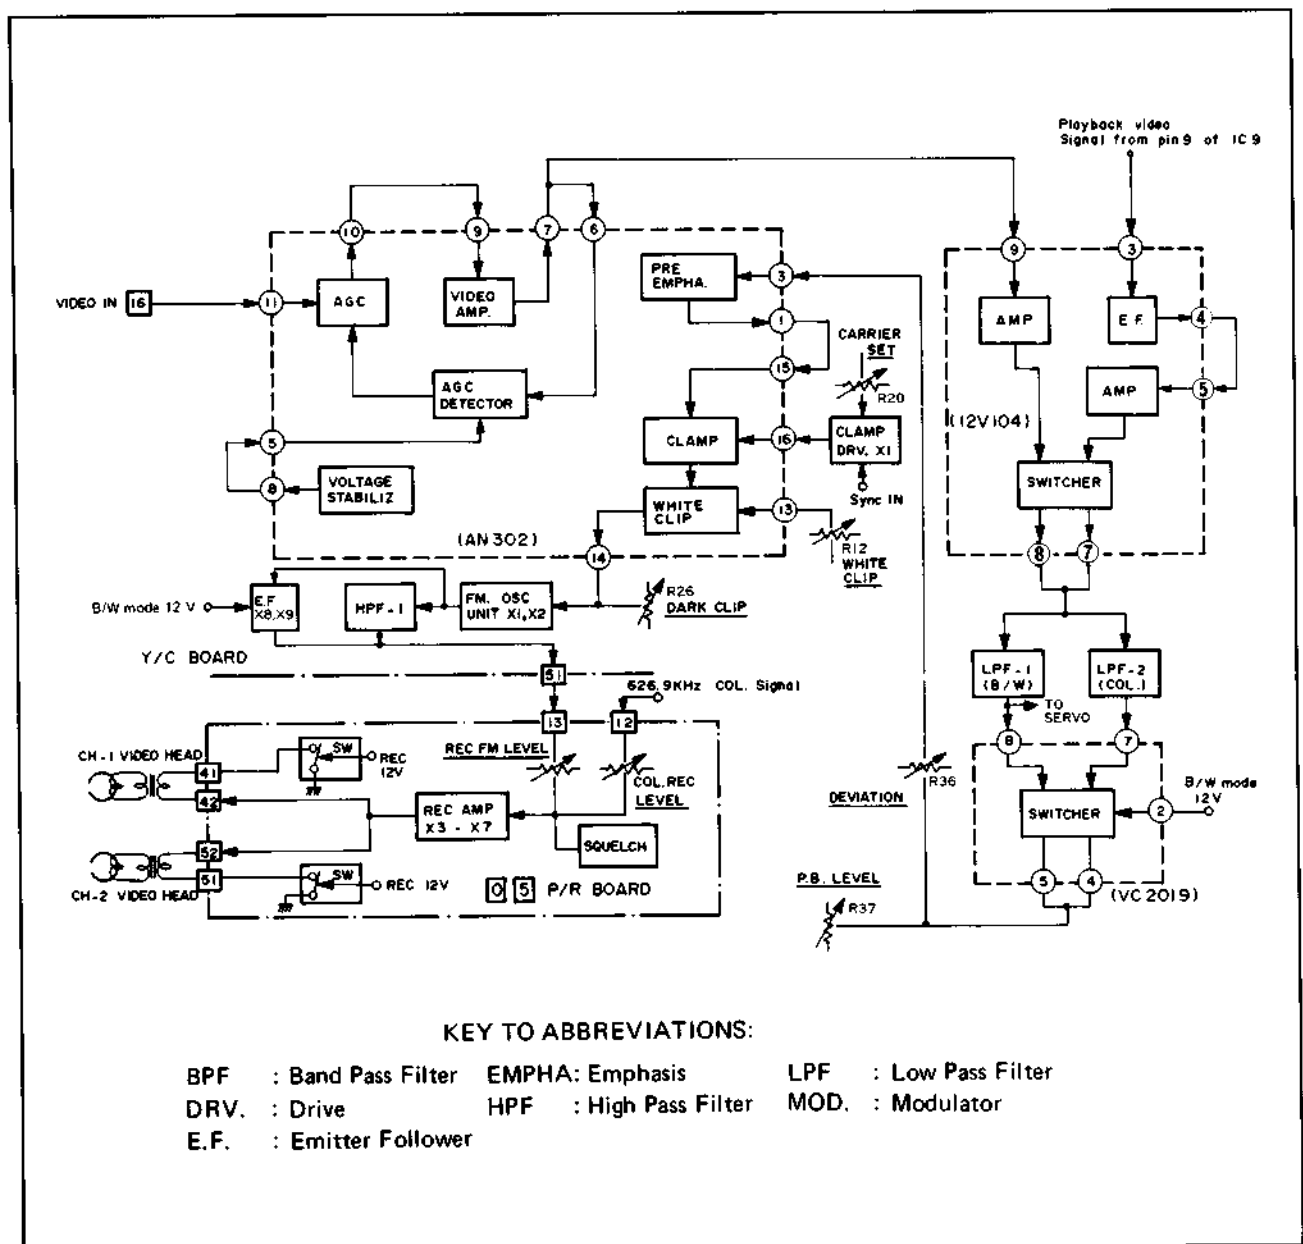 Playback video
Signal from pin 9 of IC 9
10
9
7
6
9
3
VIDEO IN 16
11
AGC
VIDEO
AMP.
PRE
EMPHA.
3
1
AMP
E.F.
4
CARRIER
SET
R20
15
AGC
DETECTOR
AMP
5
(12V104)
5
CLAMP
16
CLAMP
DRV. X1
8
VOLTAGE
STABILIZ
Sync IN
SWITCHER
WHITE
CLIP
13
(AN302)
14
R12
WHITE
CLIP
8
7
B/W mode 12 V
E.F
X8,X9
HPF-1
FM. OSC
UNIT X1,X2
R26
DARK CLIP
Y/C BOARD
51
626.9KHz COL. Signal
LPF-1
(B/W)
LPF-2
(COL.)
TO
SERVO
13
12
8
7
CH-1 VIDEO HEAD
41
42
SW
REC
12V
REC FM LEVEL
COL.REC
LEVEL
R36
DEVIATION
B/W mode
12V
REC AMP
X3 - X7
SWITCHER
2
SQUELCH
52
51
CH-2 VIDEO HEAD
SW
REC 12V
0 5 P/R BOARD
P.B. LEVEL
R37
5
4
(VC2019)
KEY TO ABBREVIATIONS:
BPF : Band Pass Filter EMPHA: Emphasis LPF : Low Pass Filter
DRV. : Drive HPF : High Pass Filter MOD. : Modulator
E.F. : Emitter Follower